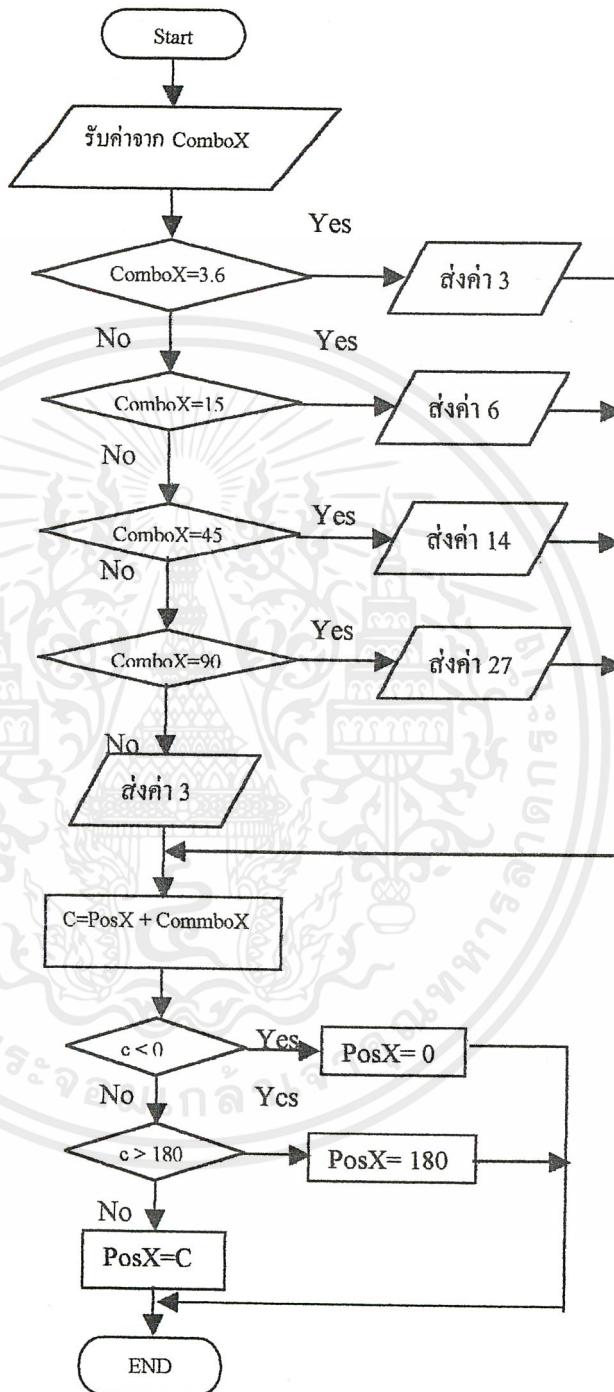 Start
รับค่าจาก ComboX
Yes
ComboX=3.6
ส่งค่า 3
No
Yes
ComboX=15
ส่งค่า 6
No
Yes
ComboX=45
ส่งค่า 14
No
Yes
ComboX=90
ส่งค่า 27
No
ส่งค่า 3
C=PosX + CommboX
c < 0
Yes
PosX= 0
No
Yes
c > 180
PosX= 180
No
PosX=C
END